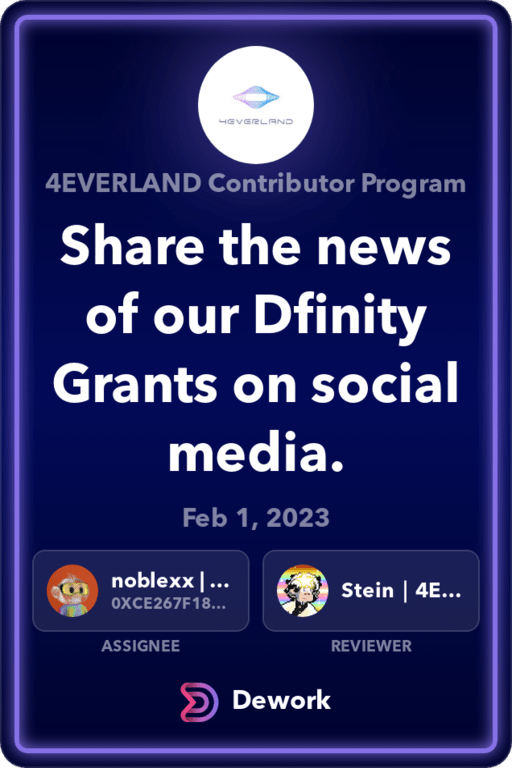 4EVERLAND
4EVERLAND Contributor Program
Share the news
of our Dfinity
Grants on social
media.
Feb 1, 2023
noblexx |...
0XCE267F18...
Stein | 4E...
ASSIGNEE
REVIEWER
Dework